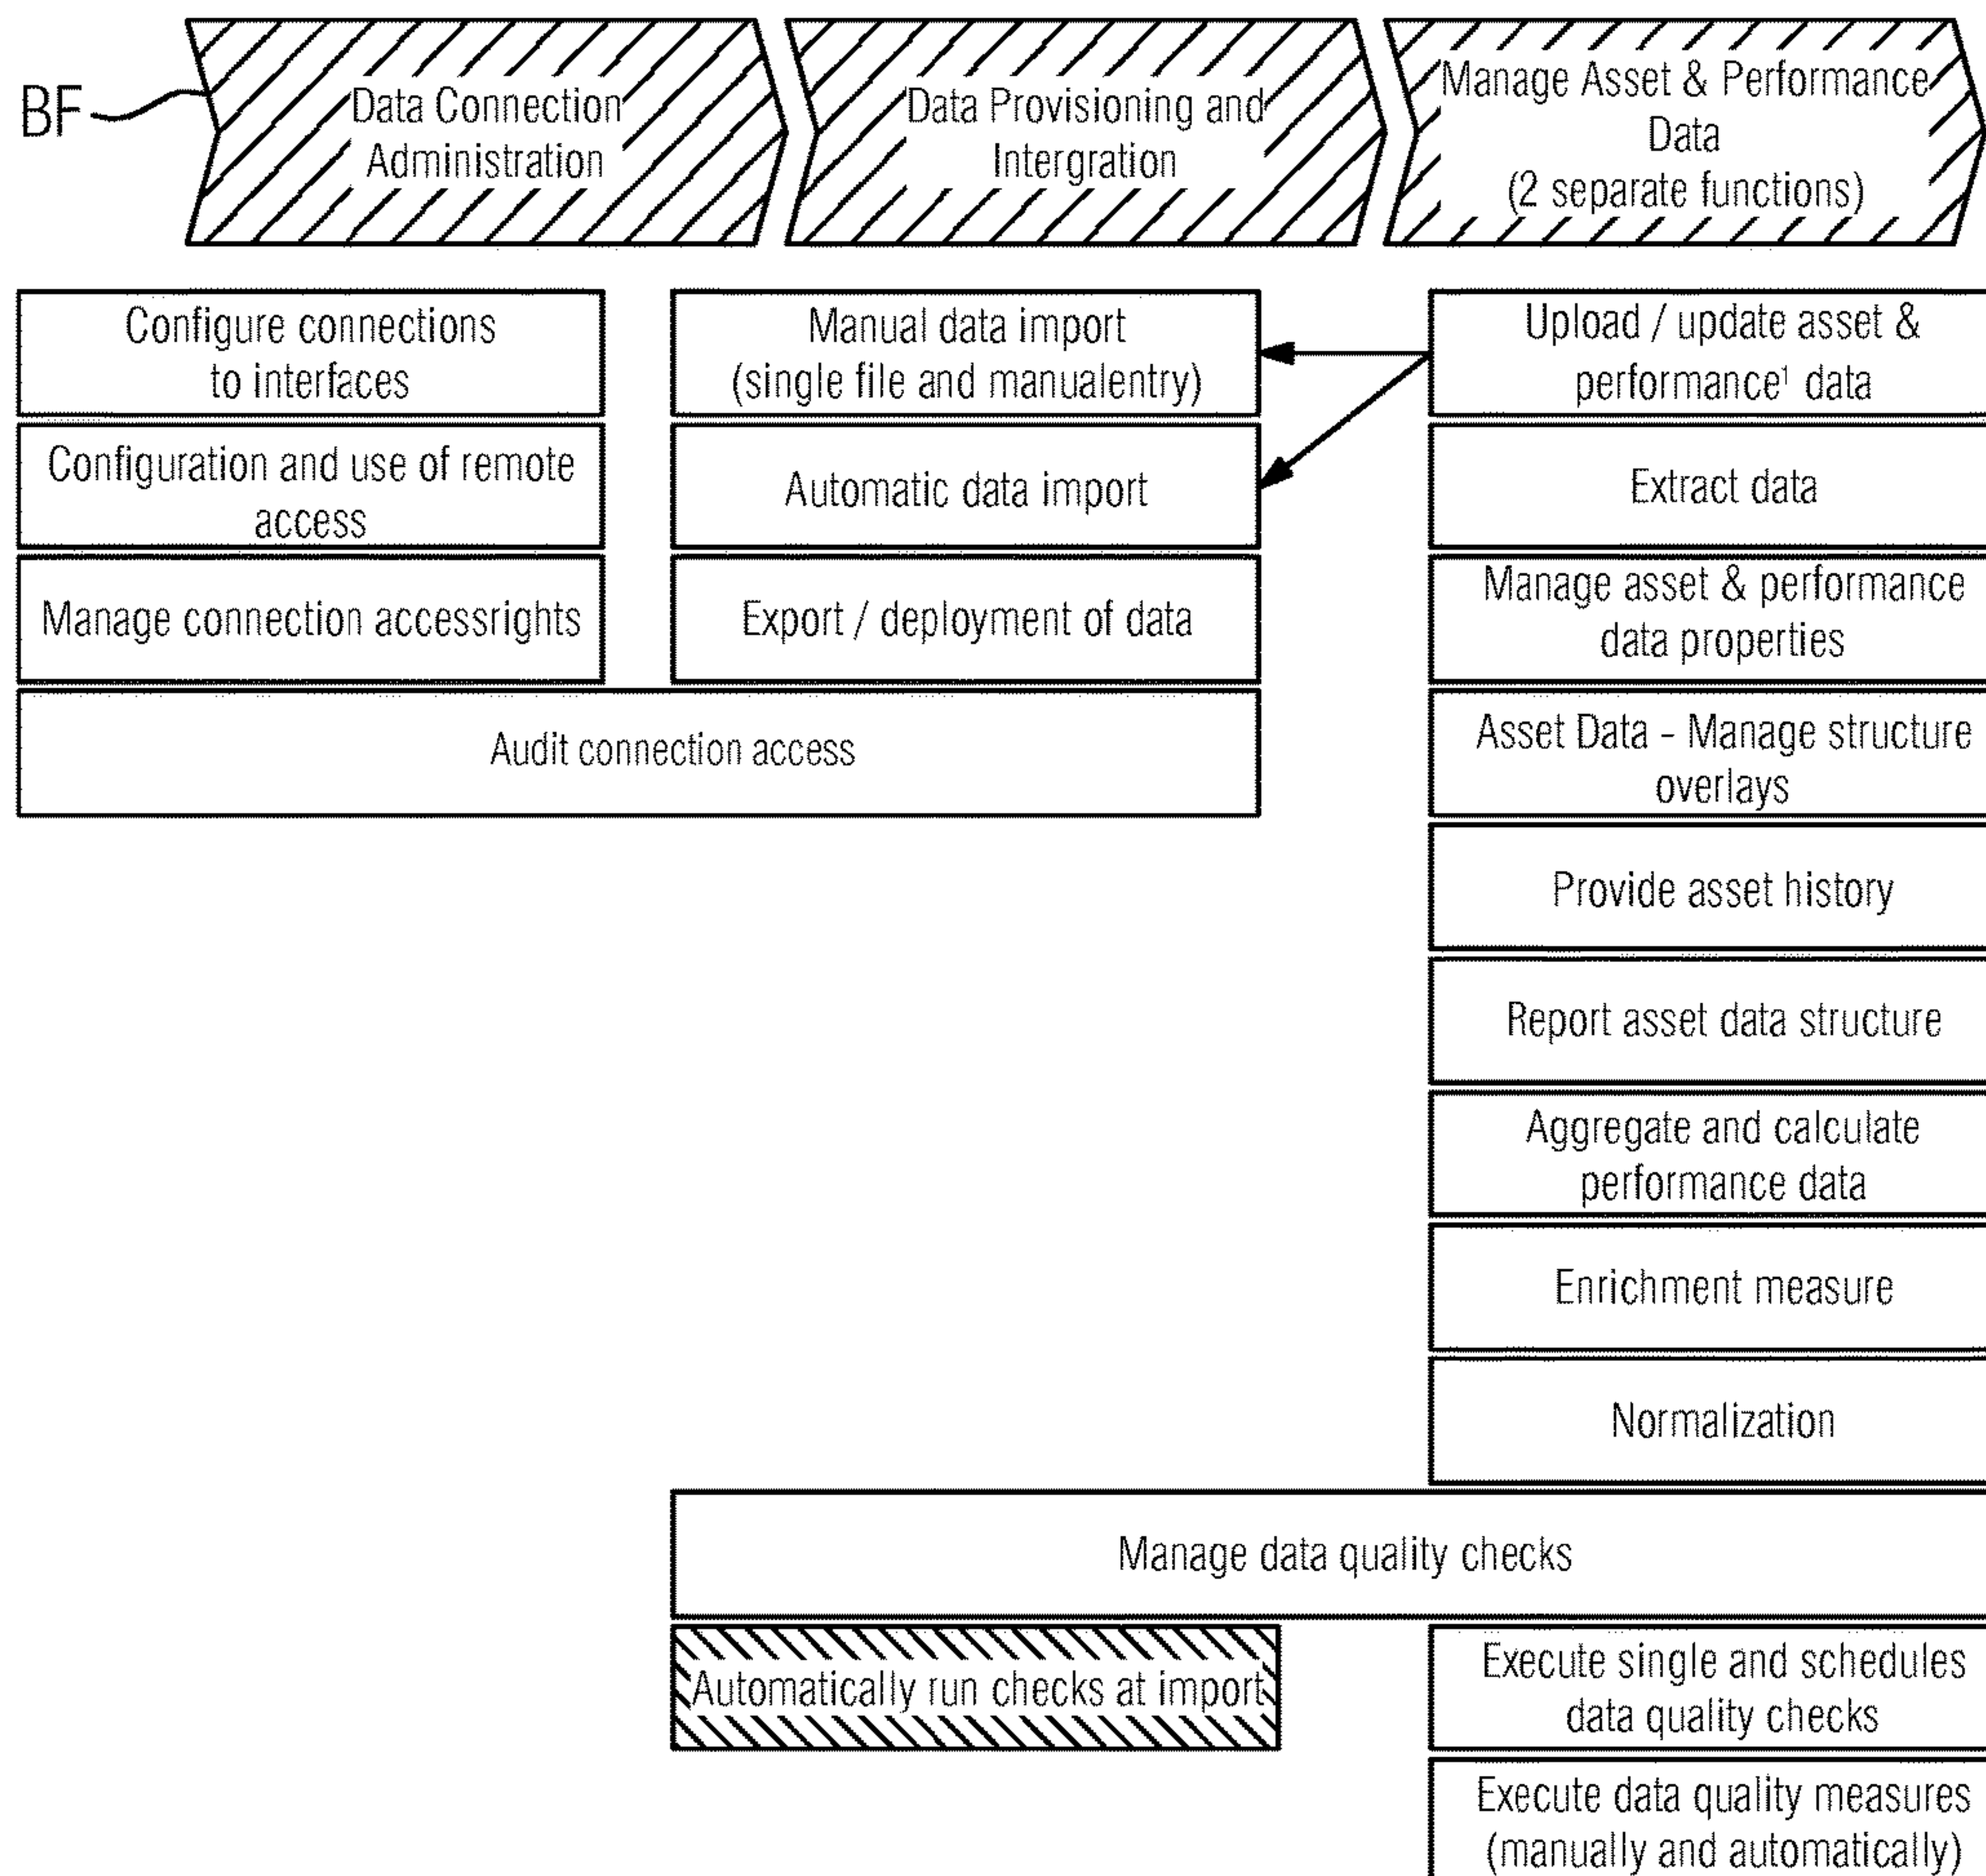 BF
Data Connection
Administration
Data Provisioning and
Intergration
Manage Asset & Performance
Data
(2 separate functions)
Configure connections
to interfaces
Configuration and use of remote
access
Manage connection accessrights
Manual data import
(single file and manualentry)
Automatic data import
Export / deployment of data
Audit connection access
Upload / update asset &
performance¹ data
Extract data
Manage asset & performance
data properties
Asset Data - Manage structure
overlays
Provide asset history
Report asset data structure
Aggregate and calculate
performance data
Enrichment measure
Normalization
Manage data quality checks
Automatically run checks at import
Execute single and schedules
data quality checks
Execute data quality measures
(manually and automatically)